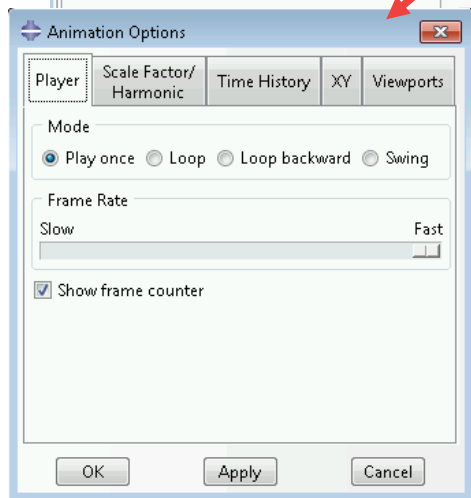 Animation Options
Player
Scale Factor/
Harmonic
Time History
XY
Viewports
Mode
Play once Loop Loop backward Swing
Frame Rate
Slow Fast
Show frame counter
OK Apply Cancel